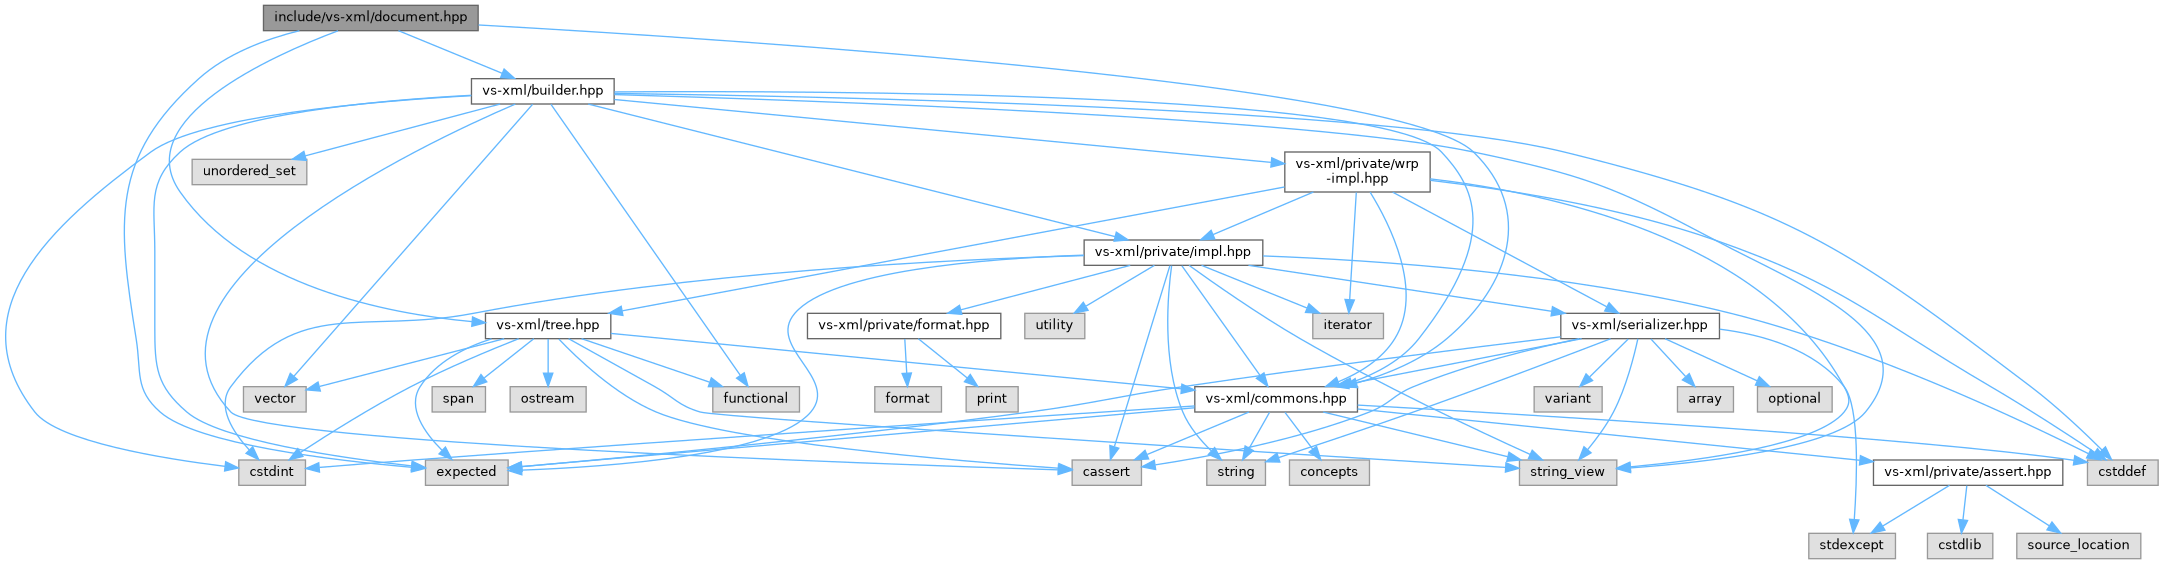 include/vs-xml/document.hpp
vs-xml/builder.hpp
unordered_set
vs-xml/private/wrp
-impl.hpp
vs-xml/private/impl.hpp
vs-xml/tree.hpp
vs-xml/private/format.hpp
utility
iterator
vs-xml/serializer.hpp
vector
span
ostream
functional
format
print
vs-xml/commons.hpp
variant
array
optional
cstdint
expected
cassert
string
concepts
string_view
vs-xml/private/assert.hpp
cstddef
stdexcept
cstdlib
source_location